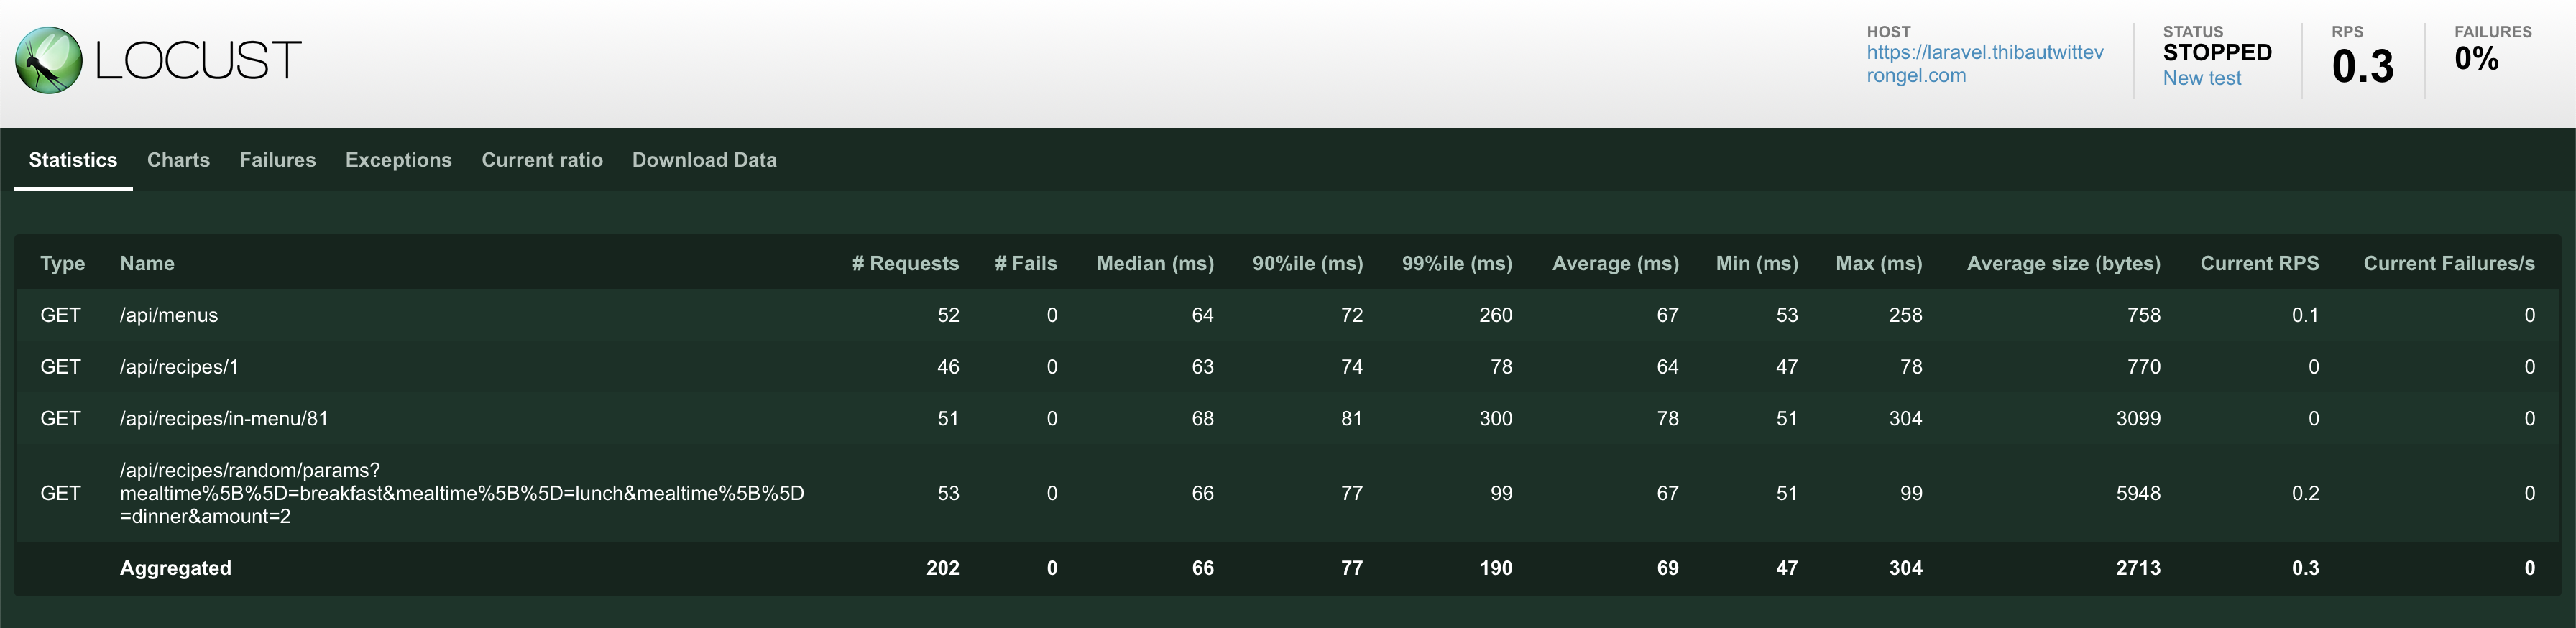 LOCUST
HOST
https://laravel.thibautwittev
rongel.com
STATUS
STOPPED
New test
RPS
0.3
FAILURES
0%
Statistics Charts Failures Exceptions Current ratio Download Data
Type Name # Requests # Fails Median (ms) 90%ile (ms) 99%ile (ms) Average (ms) Min (ms) Max (ms) Average size (bytes) Current RPS Current Failures/s
GET /api/menus 52 0 64 72 260 67 53 258 758 0.1 0
GET /api/recipes/1 46 0 63 74 78 64 47 78 770 0 0
GET /api/recipes/in-menu/81 51 0 68 81 300 78 51 304 3099 0 0
/api/recipes/random/params?
GET mealtime%5B%5D=breakfast&mealtime%5B%5D=lunch&mealtime%5B%5D 53 0 66 77 99 67 51 99 5948 0.2 0
=dinner&amount=2
Aggregated 202 0 66 77 190 69 47 304 2713 0.3 0